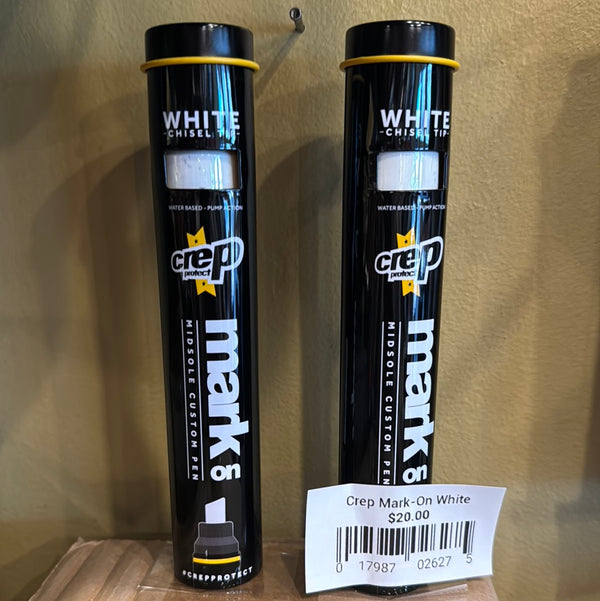 WHITE
-CHISEL TIP-
WATER BASED - PUMP ACTION
crep
protect
mark on
MIDSOLE CUSTOM PEN
#CREPPROTECT
WHITE
-CHISEL TIP-
WATER BASED - PUMP ACTION
crep
protect
mark on
MIDSOLE CUSTOM PEN
Crep Mark-On White
$20.00
0 17987 02627 5